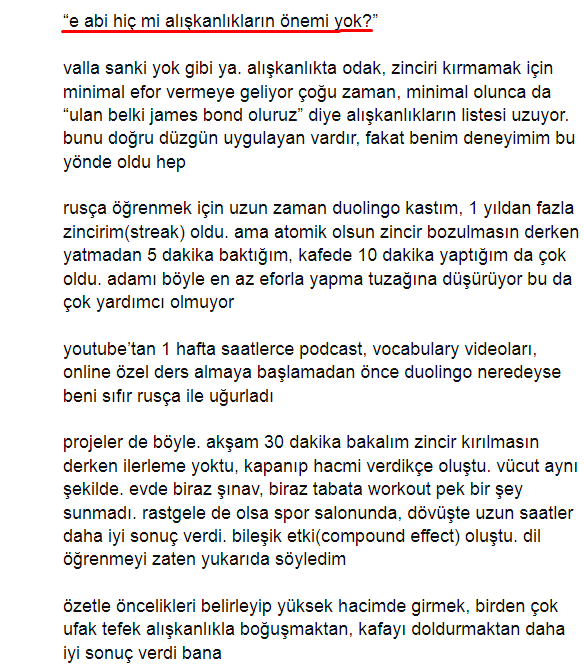 “e abi hiç mi alışkanlıkların önemi yok?”
valla sanki yok gibi ya. alışkanlıkta odak, zinciri kırmamak için
minimal efor vermeye geliyor çoğu zaman, minimal olunca da
“ulan belki james bond oluruz” diye alışkanlıkların listesi uzuyor.
bunu doğru düzgün uygulayan vardır, fakat benim deneyimim bu
yönde oldu hep
rusça öğrenmek için uzun zaman duolingo kastım, 1 yıldan fazla
zincirim(streak) oldu. ama atomik olsun zincir bozulmasın derken
yatmadan 5 dakika baktığım, kafede 10 dakika yaptığım da çok
oldu. adamı böyle en az eforla yapma tuzağına düşürüyor bu da
çok yardımcı olmuyor
youtube’tan 1 hafta saatlerce podcast, vocabulary videoları,
online özel ders almaya başlamadan önce duolingo neredeyse
beni sıfır rusça ile uğurladı
projeler de böyle. akşam 30 dakika bakalım zincir kırılmasın
derken ilerleme yoktu, kapanıp hacmi verdikçe oluştu. vücut aynı
şekilde. evde biraz şınav, biraz tabata workout pek bir şey
sunmadı. rastgele de olsa spor salonunda, dövüşte uzun saatler
daha iyi sonuç verdi. bileşik etki(compound effect) oluştu. dil
öğrenmeyi zaten yukarıda söyledim
özetle öncelikleri belirleyip yüksek hacimde girmek, birden çok
ufak tefek alışkanlıkla boğuşmaktan, kafayı doldurmaktan daha
iyi sonuç verdi bana